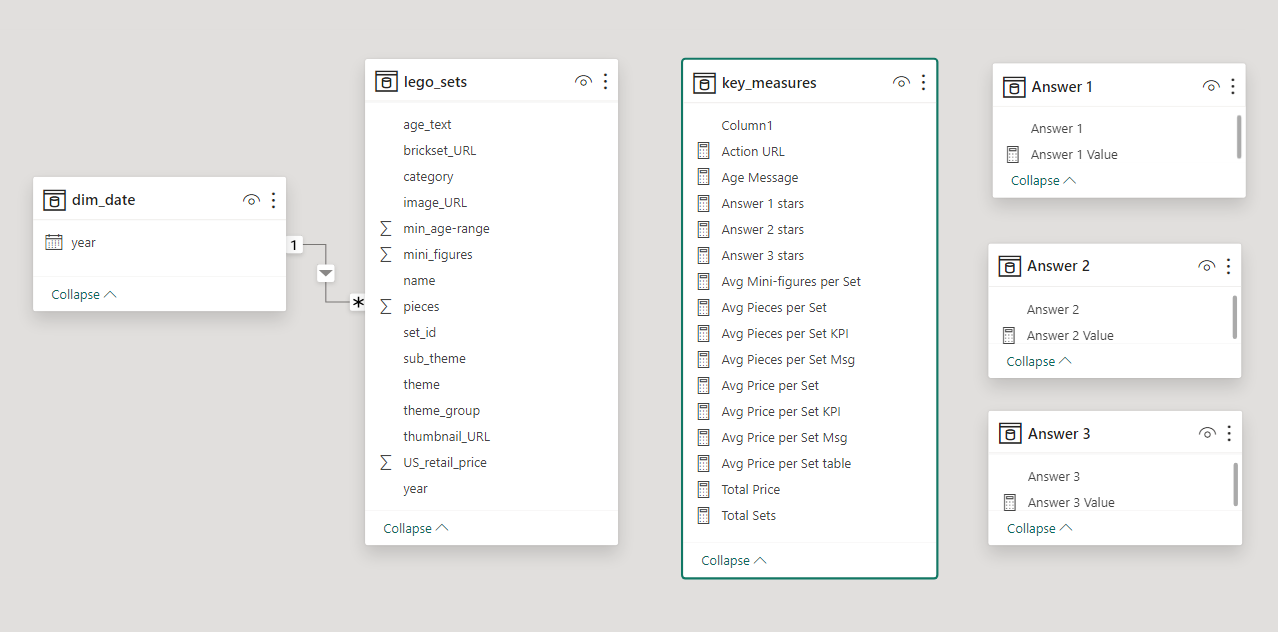 dim_date
year
Collapse
1
*
lego_sets
age_text
brickset_URL
category
image_URL
min_age-range
mini_figures
name
pieces
set_id
sub_theme
theme
theme_group
thumbnail_URL
US_retail_price
year
Collapse
key_measures
Column1
Action URL
Age Message
Answer 1 stars
Answer 2 stars
Answer 3 stars
Avg Mini-figures per Set
Avg Pieces per Set
Avg Pieces per Set KPI
Avg Pieces per Set Msg
Avg Price per Set
Avg Price per Set KPI
Avg Price per Set Msg
Avg Price per Set table
Total Price
Total Sets
Collapse
Answer 1
Answer 1
Answer 1 Value
Collapse
Answer 2
Answer 2
Answer 2 Value
Collapse
Answer 3
Answer 3
Answer 3 Value
Collapse